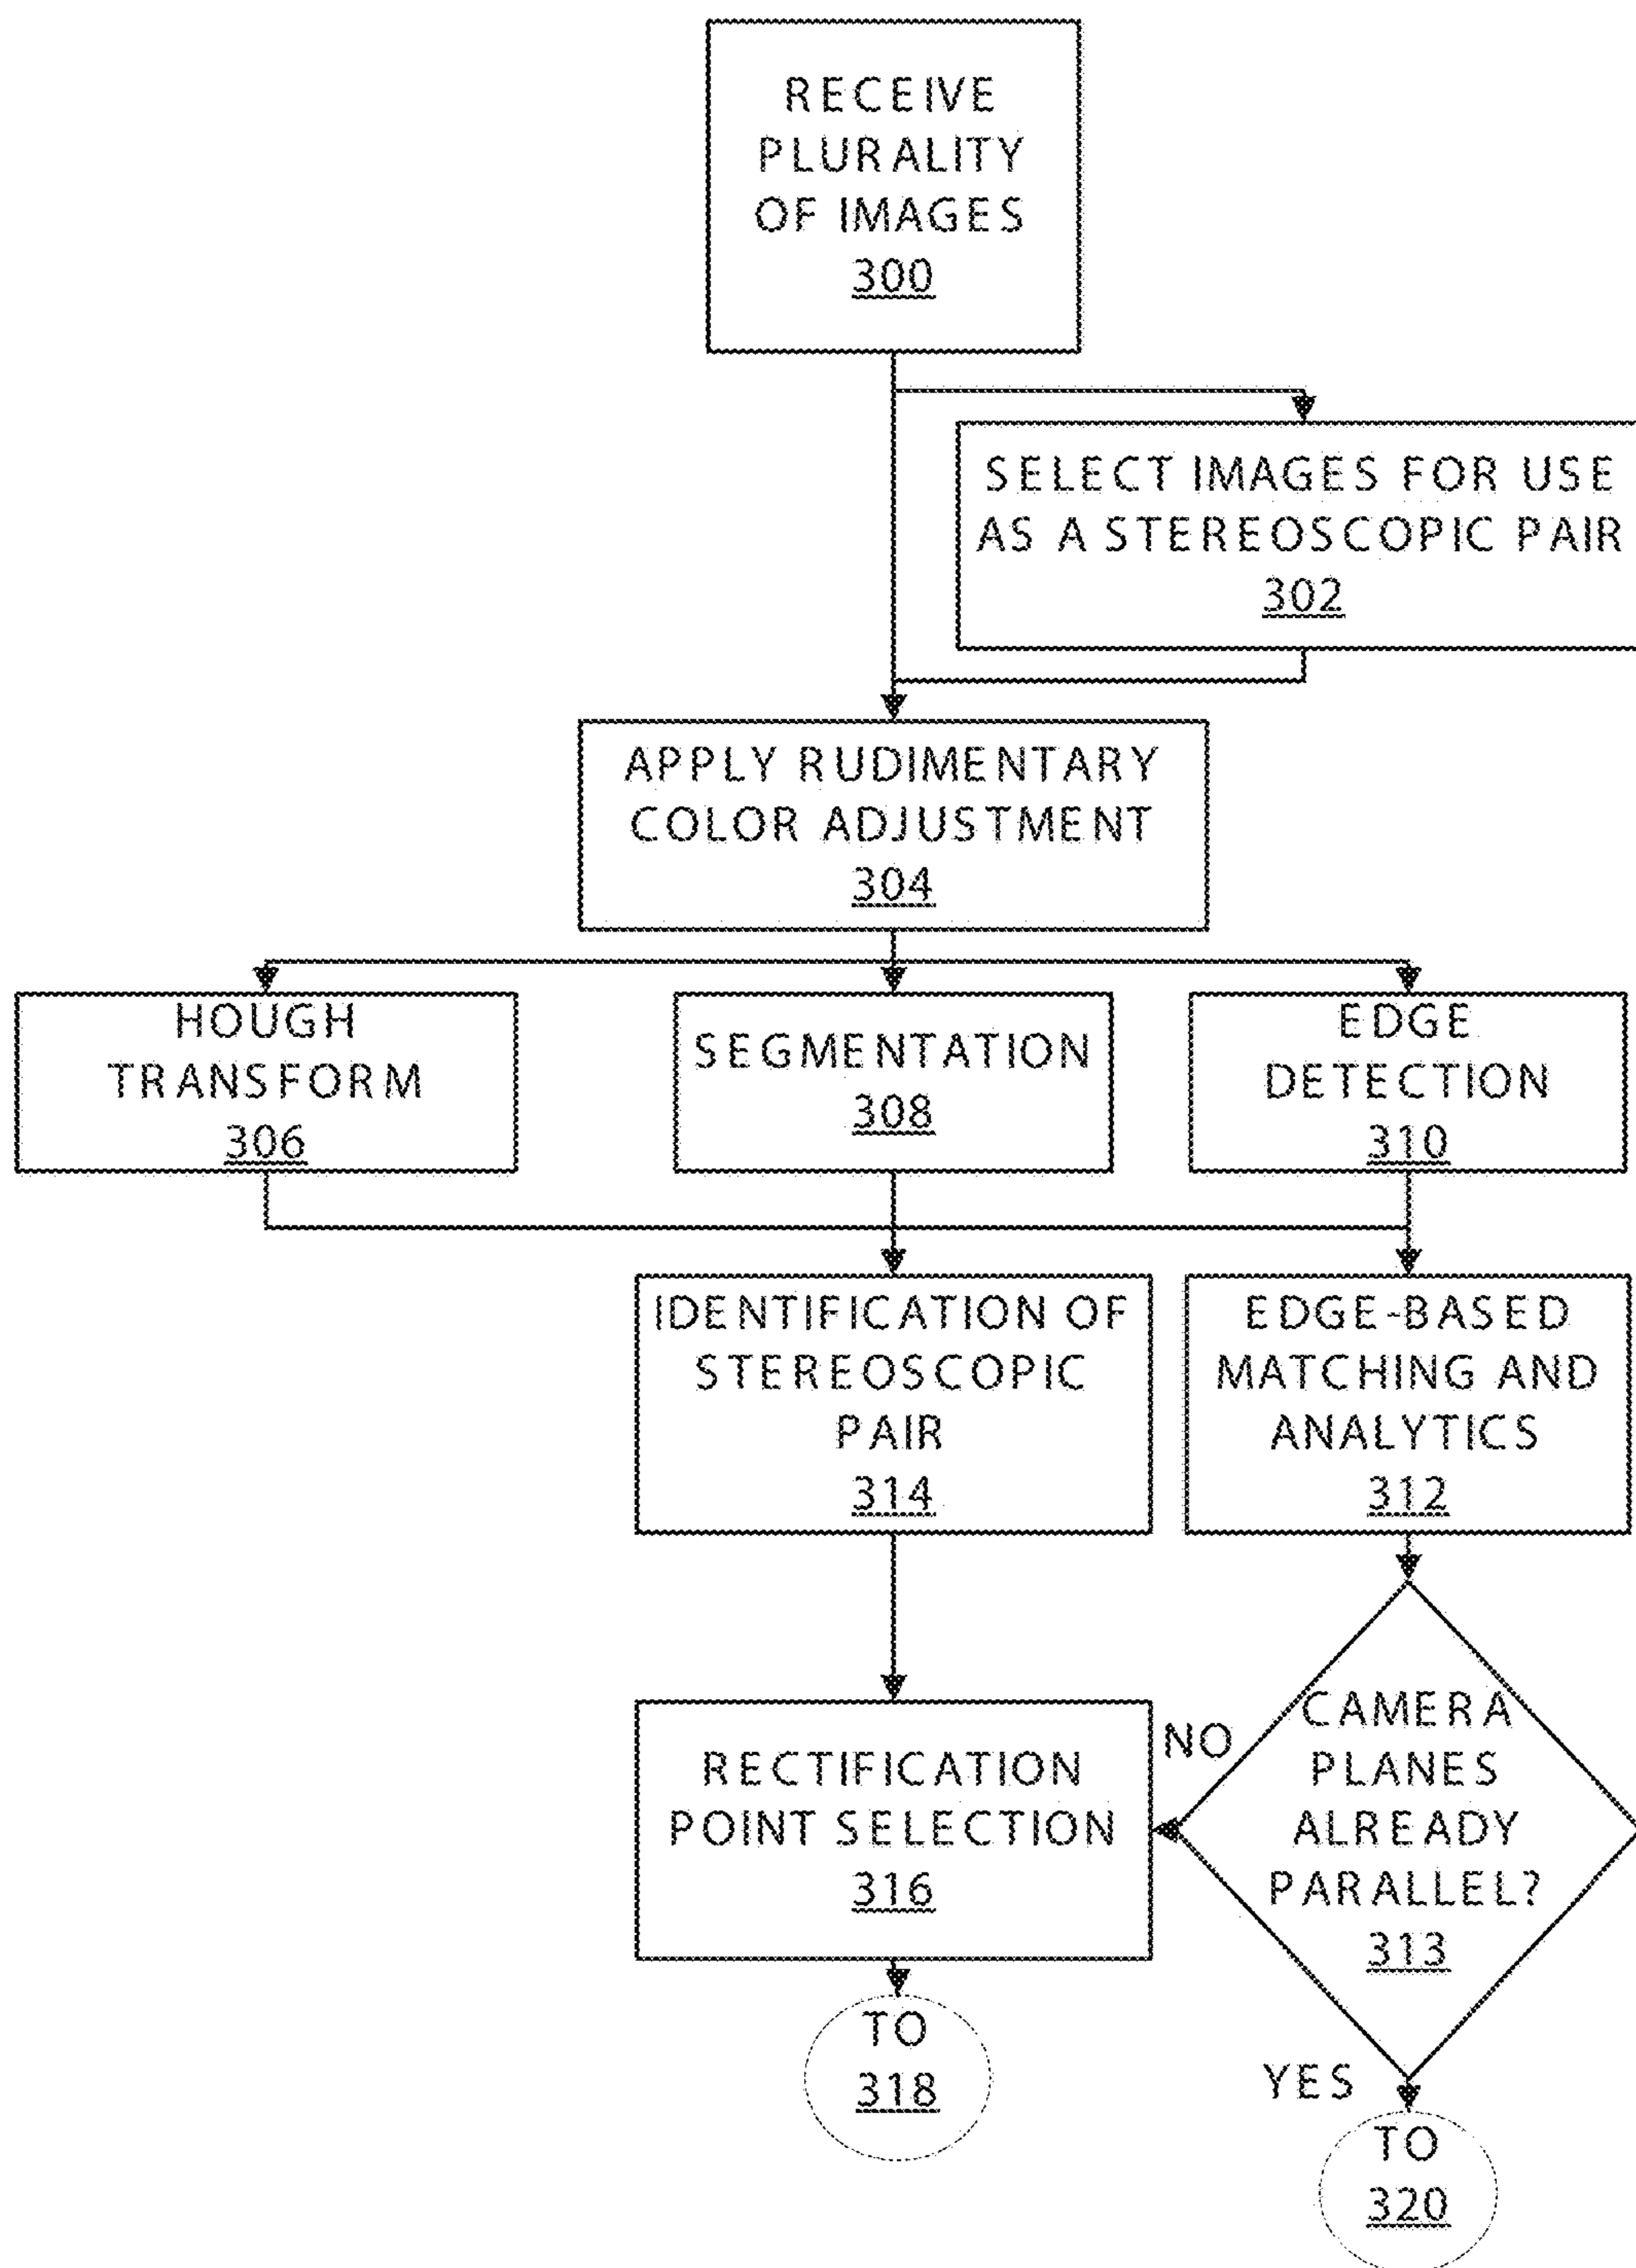 RECEIVE
PLURALITY
OF IMAGES
300
SELECT IMAGES FOR USE
AS A STEREOSCOPIC PAIR
302
APPLY RUDIMENTARY
COLOR ADJUSTMENT
304
HOUGH
TRANSFORM
306
SEGMENTATION
308
EDGE
DETECTION
310
IDENTIFICATION OF
STEREOSCOPIC
PAIR
314
EDGE-BASED
MATCHING AND
ANALYTICS
312
RECTIFICATION
POINT SELECTION
316
NO
CAMERA
PLANES
ALREADY
PARALLEL?
313
TO
318
YES
TO
320